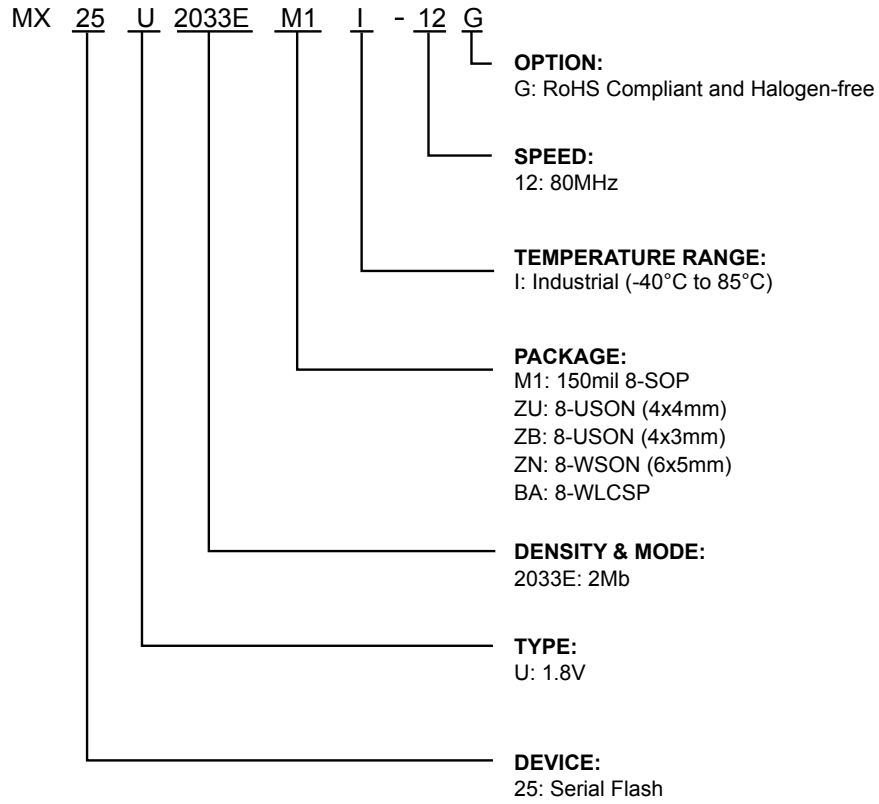 MX 25 U 2033E M1 I - 12 G
OPTION:
G: RoHS Compliant and Halogen-free
SPEED:
12: 80MHz
TEMPERATURE RANGE:
I: Industrial (-40°C to 85°C)
PACKAGE:
M1: 150mil 8-SOP
ZU: 8-USON (4x4mm)
ZB: 8-USON (4x3mm)
ZN: 8-WSON (6x5mm)
BA: 8-WLCSP
DENSITY & MODE:
2033E: 2Mb
TYPE:
U: 1.8V
DEVICE:
25: Serial Flash